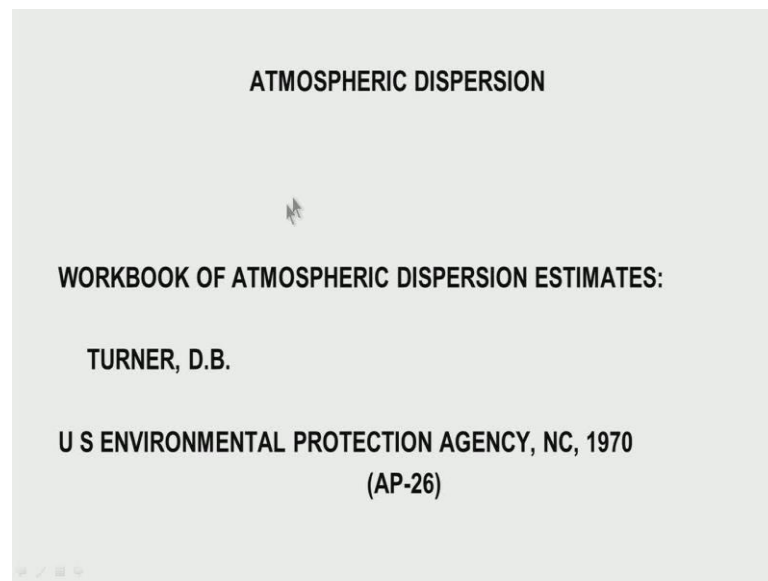 ATMOSPHERIC DISPERSION
WORKBOOK OF ATMOSPHERIC DISPERSION ESTIMATES:
TURNER, D.B.
U S ENVIRONMENTAL PROTECTION AGENCY, NC, 1970
(AP-26)